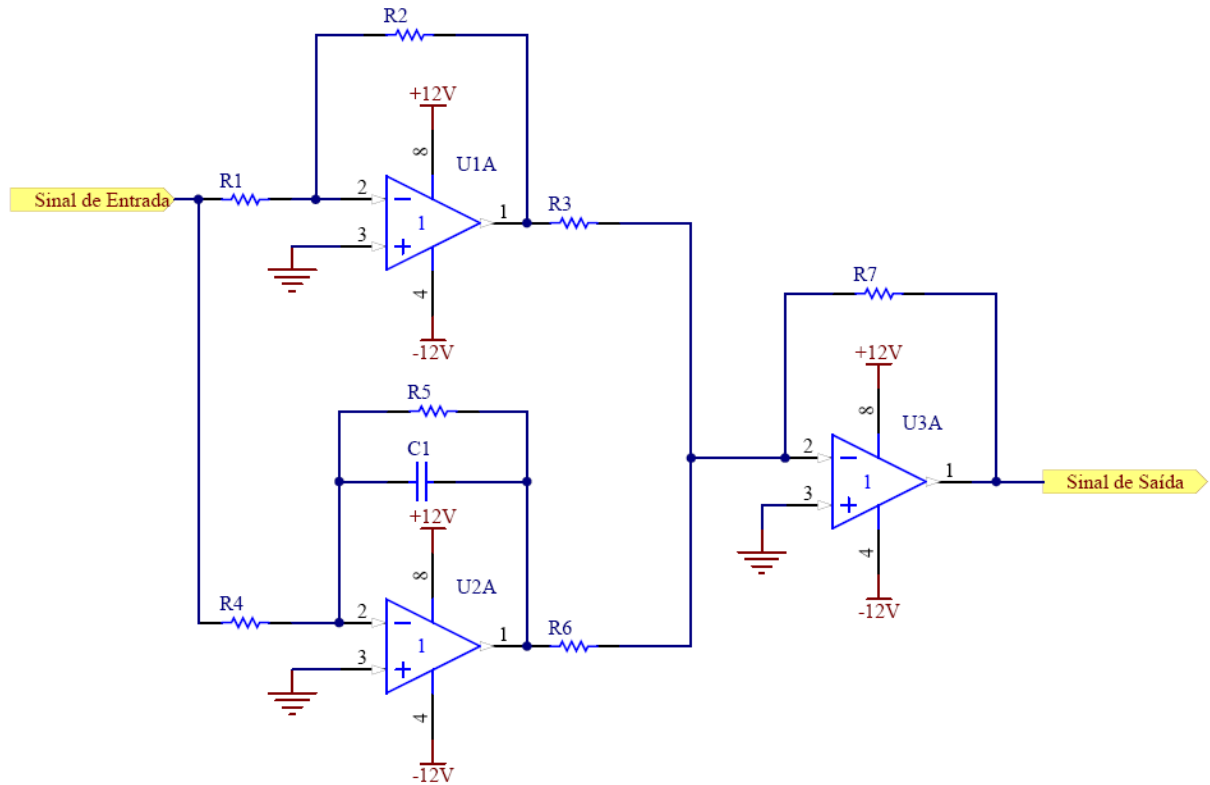 R2
+12V
8
U1A
Sinal de Entrada
R1
2
1
1
R3
3
4
-12V
R7
+12V
8
U3A
2
1
1
Sinal de Saída
3
4
-12V
R5
C1
+12V
8
U2A
R4
2
1
1
R6
3
4
-12V